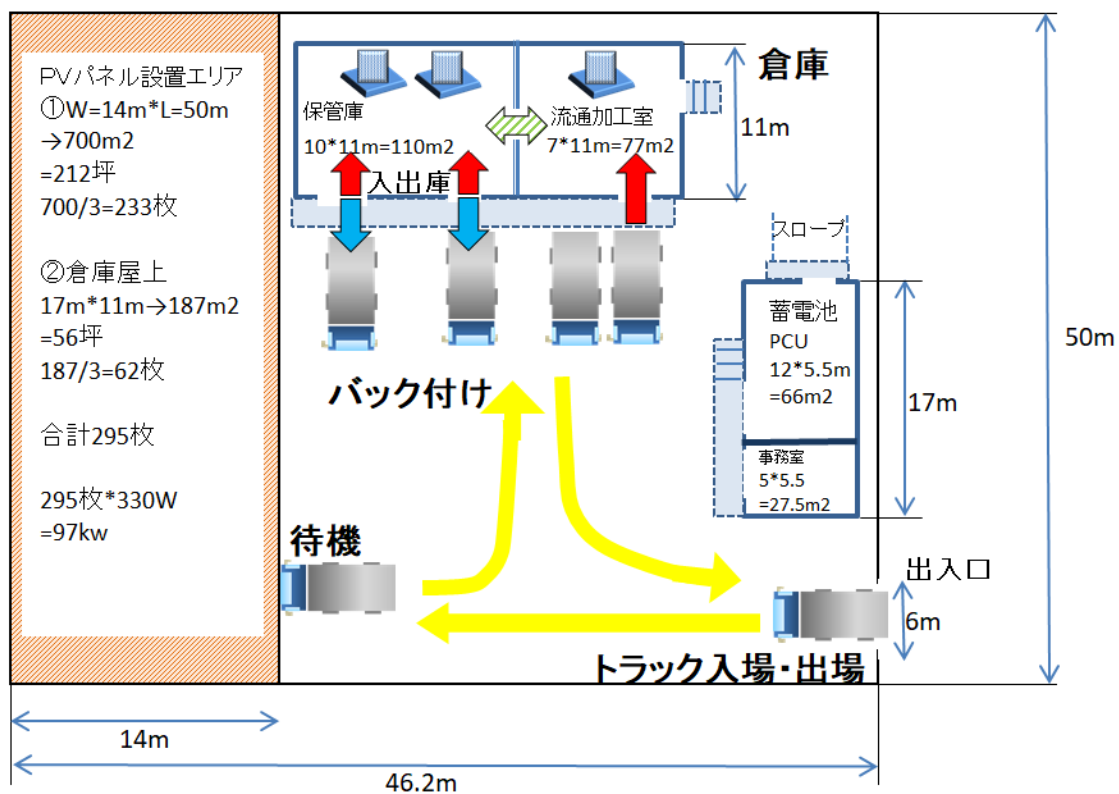 PVパネル設置エリア
①W=14m*L=50m
→700m2
=212坪
700/3=233枚
②倉庫屋上
17m*11m→187m2
=56坪
187/3=62枚
合計295枚
295枚*330W
=97kw
倉庫
保管庫
10*11m=110m2
流通加工室
7*11m=77m2
11m
入出庫
スロープ
蓄電池
PCU
12*5.5m
=66m2
17m
50m
バック付け
事務室
5*5.5
=27.5m2
待機
出入口
6m
トラック入場・出場
14m
46.2m